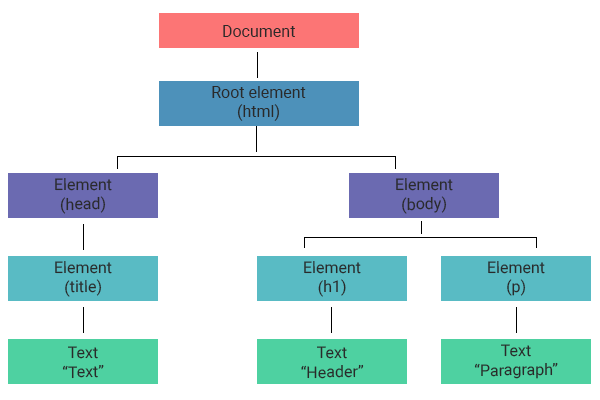 Document
Root element
(html)
Element
(head)
Element
(body)
Element
(title)
Element
(h1)
Element
(p)
Text
“Text”
Text
“Header”
Text
“Paragraph”